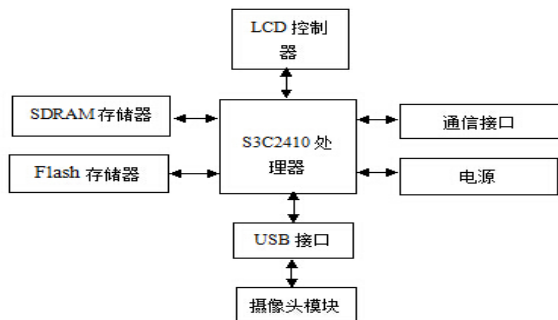 LCD 控制
器
SDRAM 存储器
S3C2410 处
理器
通信接口
Flash 存储器
电源
USB 接口
摄像头模块